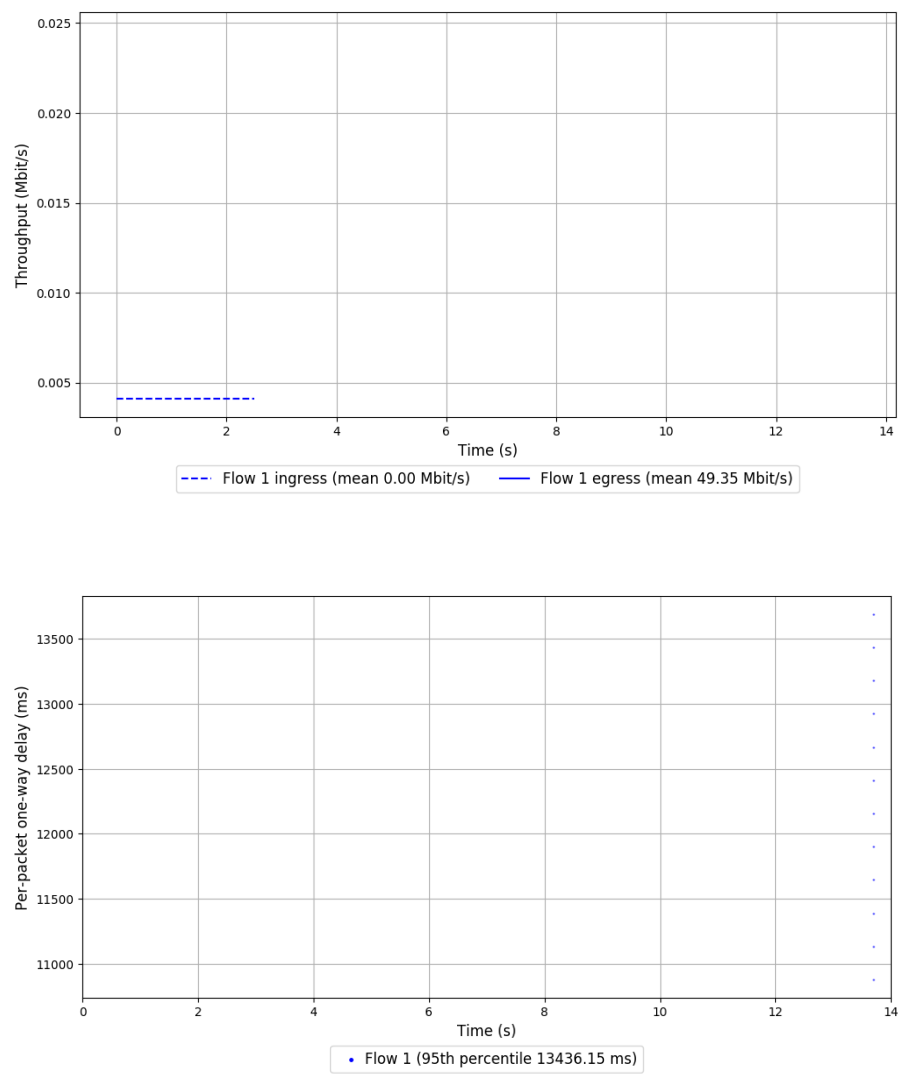 0.025
0.020
0.015
0.010
0.005
Throughput (Mbit/s)
0 2 4 6 8 10 12 14
Time (s)
Flow 1 ingress (mean 0.00 Mbit/s) Flow 1 egress (mean 49.35 Mbit/s)
13500
13000
12500
12000
11500
11000
Per-packet one-way delay (ms)
0 2 4 6 8 10 12 14
Time (s)
Flow 1 (95th percentile 13436.15 ms)